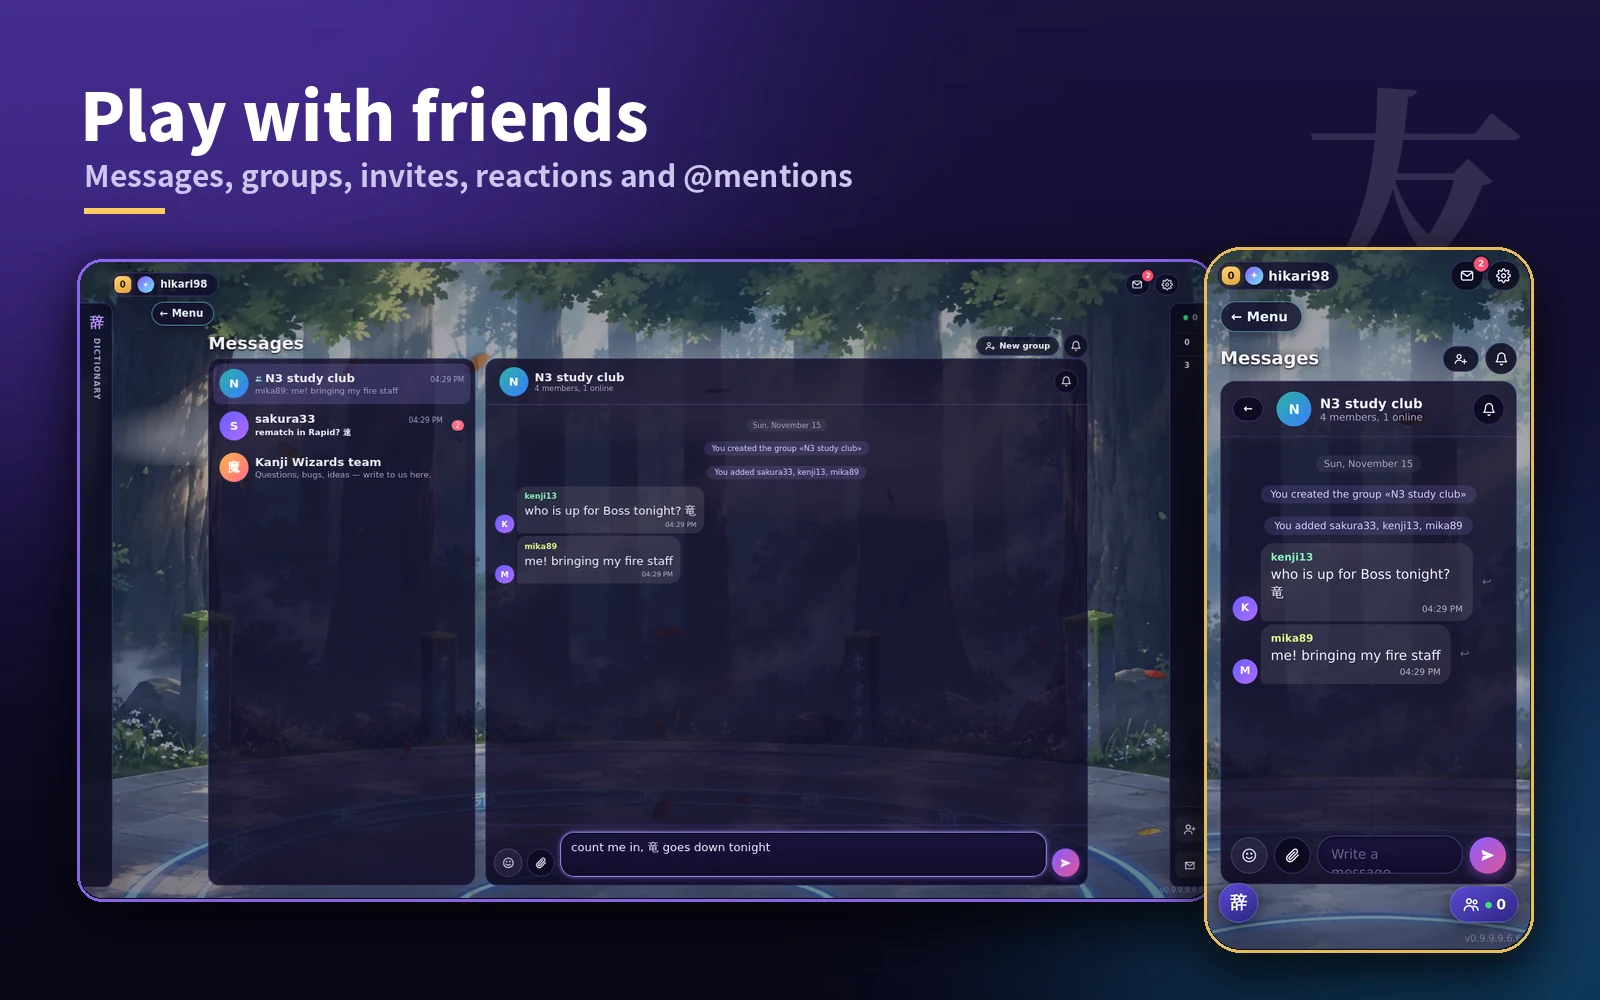 Play with friends
Messages, groups, invites, reactions and @mentions
友
0 hikari98
2
← Menu
辞
DICTIONARY
Messages
New group
N N3 study club 04:29 PM
mika89: me! bringing my fire staff
S sakura33 04:29 PM
rematch in Rapid? 速 2
魔 Kanji Wizards team
Questions, bugs, ideas — write to us here.
N N3 study club
4 members, 1 online
Sun, November 15
You created the group «N3 study club»
You added sakura33, kenji13, mika89
kenji13
who is up for Boss tonight? 竜
K 04:29 PM
mika89
me! bringing my fire staff
M 04:29 PM
count me in, 竜 goes down tonight
0
0
3
0 hikari98
2
← Menu
Messages
← N N3 study club
4 members, 1 online
Sun, November 15
You created the group «N3 study club»
You added sakura33, kenji13, mika89
kenji13
who is up for Boss tonight?
竜
K 04:29 PM
mika89
me! bringing my fire staff
M 04:29 PM
Write a
message
辞
0